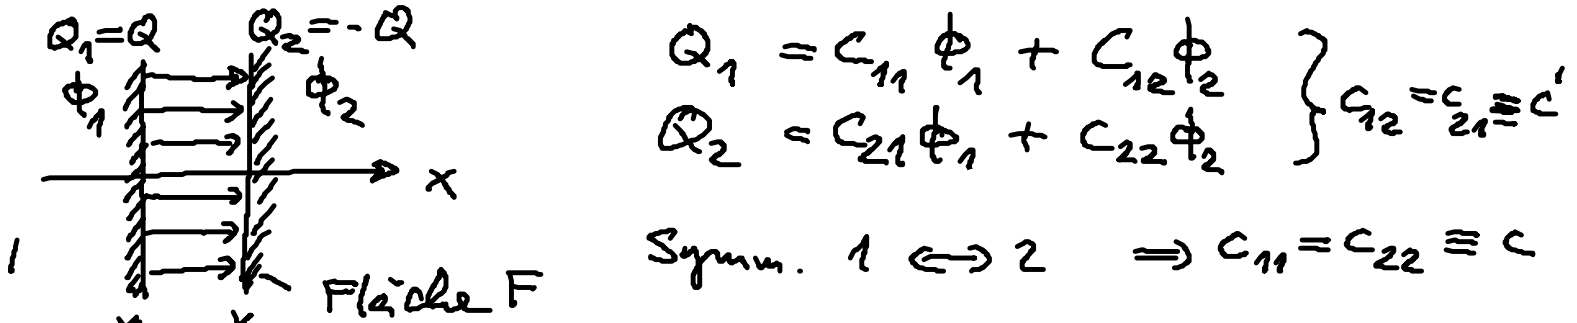 Q₁ = Q Q₂ = - Q
ϕ₁ ϕ₂
x
Fläche F
Q₁ = C₁₁ ϕ₁ + C₁₂ ϕ₂
Q₂ = C₂₁ ϕ₁ + C₂₂ ϕ₂
C₁₂ = C₂₁ ≡ C'
Symm. 1 ↔ 2 ⇒ C₁₁ = C₂₂ ≡ C